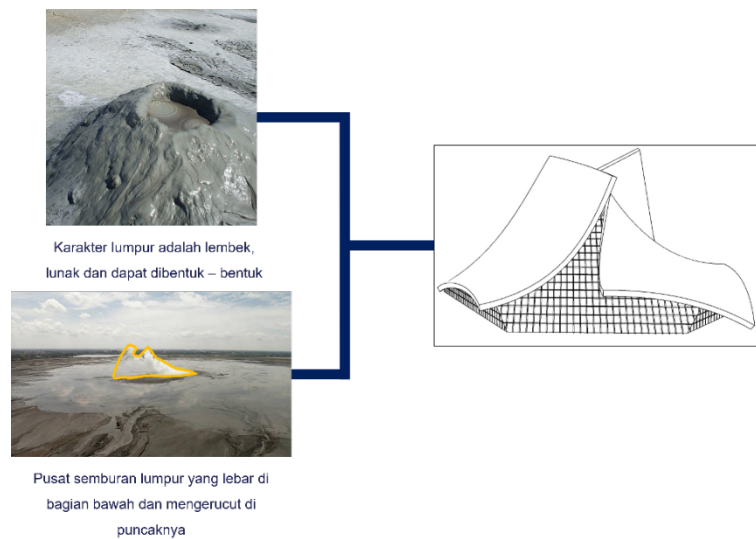 Karakter lumpur adalah lembek,
lunak dan dapat dibentuk – bentuk
Pusat semburan lumpur yang lebar di
bagian bawah dan mengerucut di
puncaknya